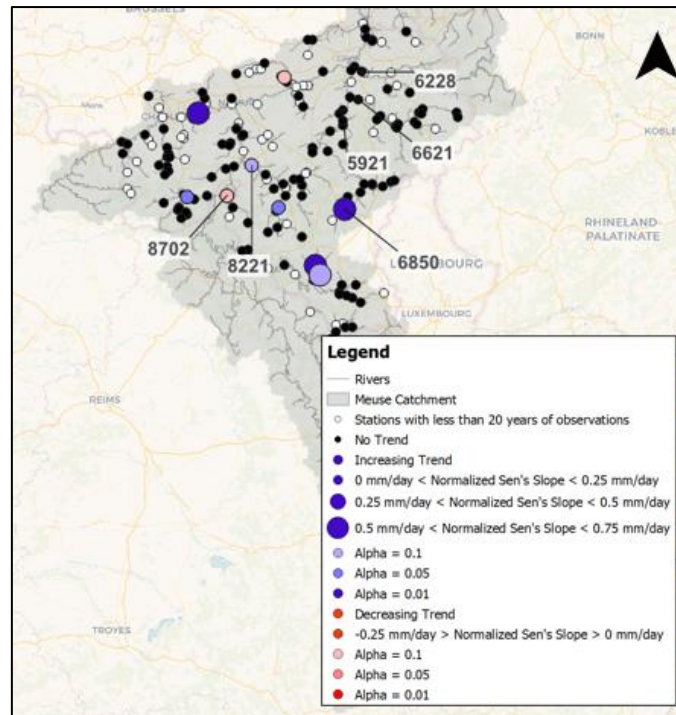 BRUSSELS
BONN
6228
6621
5921
KOBLE
RHINELAND
PALATINATE
8702
8221
6850
LUXEMBOURG
REIMS
TROYES
Legend
Rivers
Meuse Catchment
Stations with less than 20 years of observations
No Trend
Increasing Trend
0 mm/day < Normalized Sen's Slope < 0.25 mm/day
0.25 mm/day < Normalized Sen's Slope < 0.5 mm/day
0.5 mm/day < Normalized Sen's Slope < 0.75 mm/day
Alpha = 0.1
Alpha = 0.05
Alpha = 0.01
Decreasing Trend
-0.25 mm/day > Normalized Sen's Slope > 0 mm/day
Alpha = 0.1
Alpha = 0.05
Alpha = 0.01